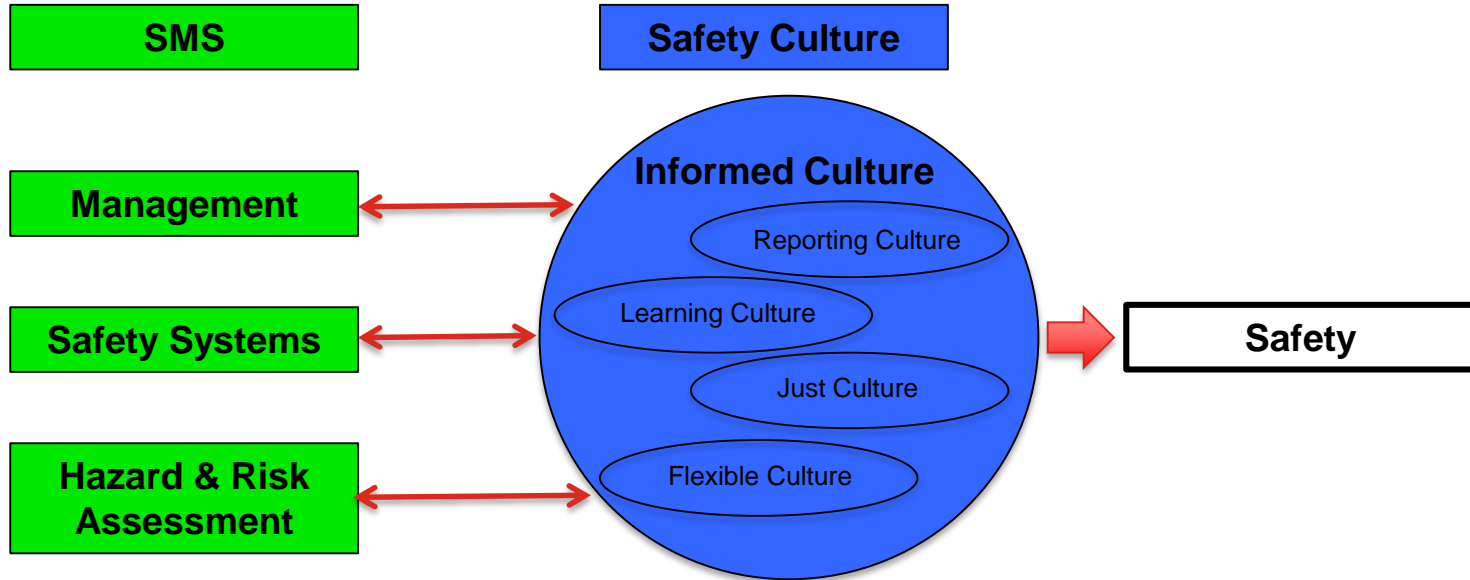 SMS
Safety Culture
Management
Safety Systems
Hazard & Risk
Assessment
Informed Culture
Reporting Culture
Learning Culture
Just Culture
Flexible Culture
Safety